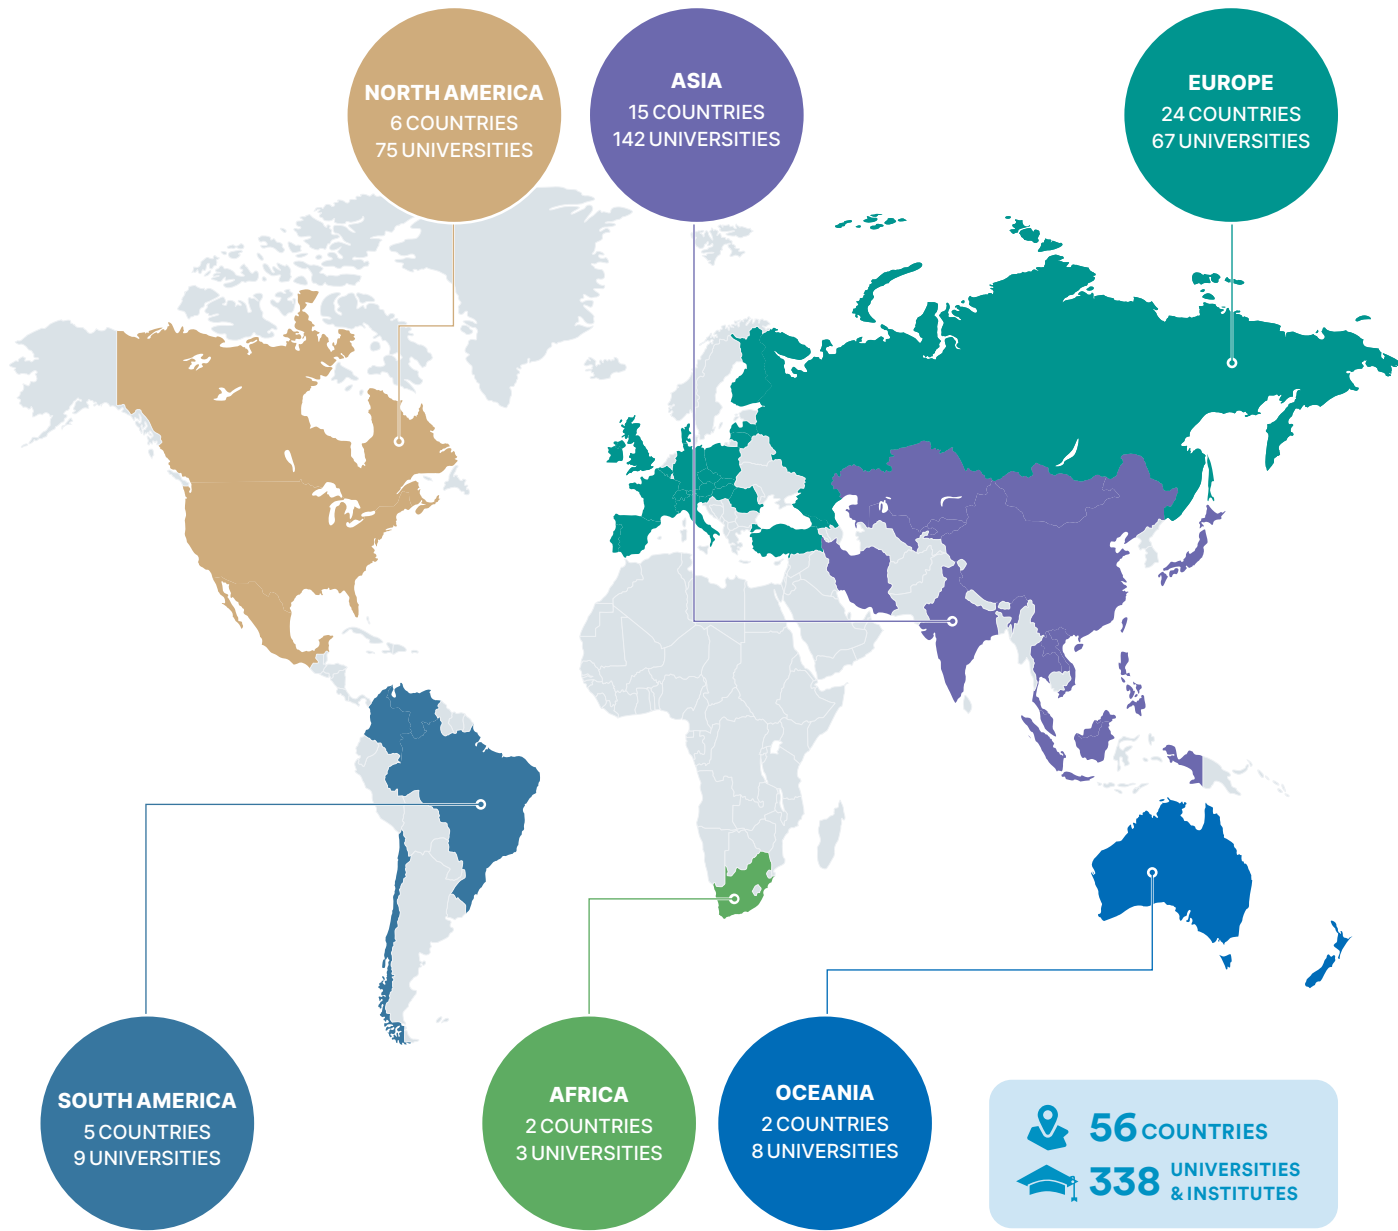 NORTH AMERICA
6 COUNTRIES
75 UNIVERSITIES
ASIA
15 COUNTRIES
142 UNIVERSITIES
EUROPE
24 COUNTRIES
67 UNIVERSITIES
SOUTH AMERICA
5 COUNTRIES
9 UNIVERSITIES
AFRICA
2 COUNTRIES
3 UNIVERSITIES
OCEANIA
2 COUNTRIES
8 UNIVERSITIES
56 COUNTRIES
338 UNIVERSITIES
& INSTITUTES